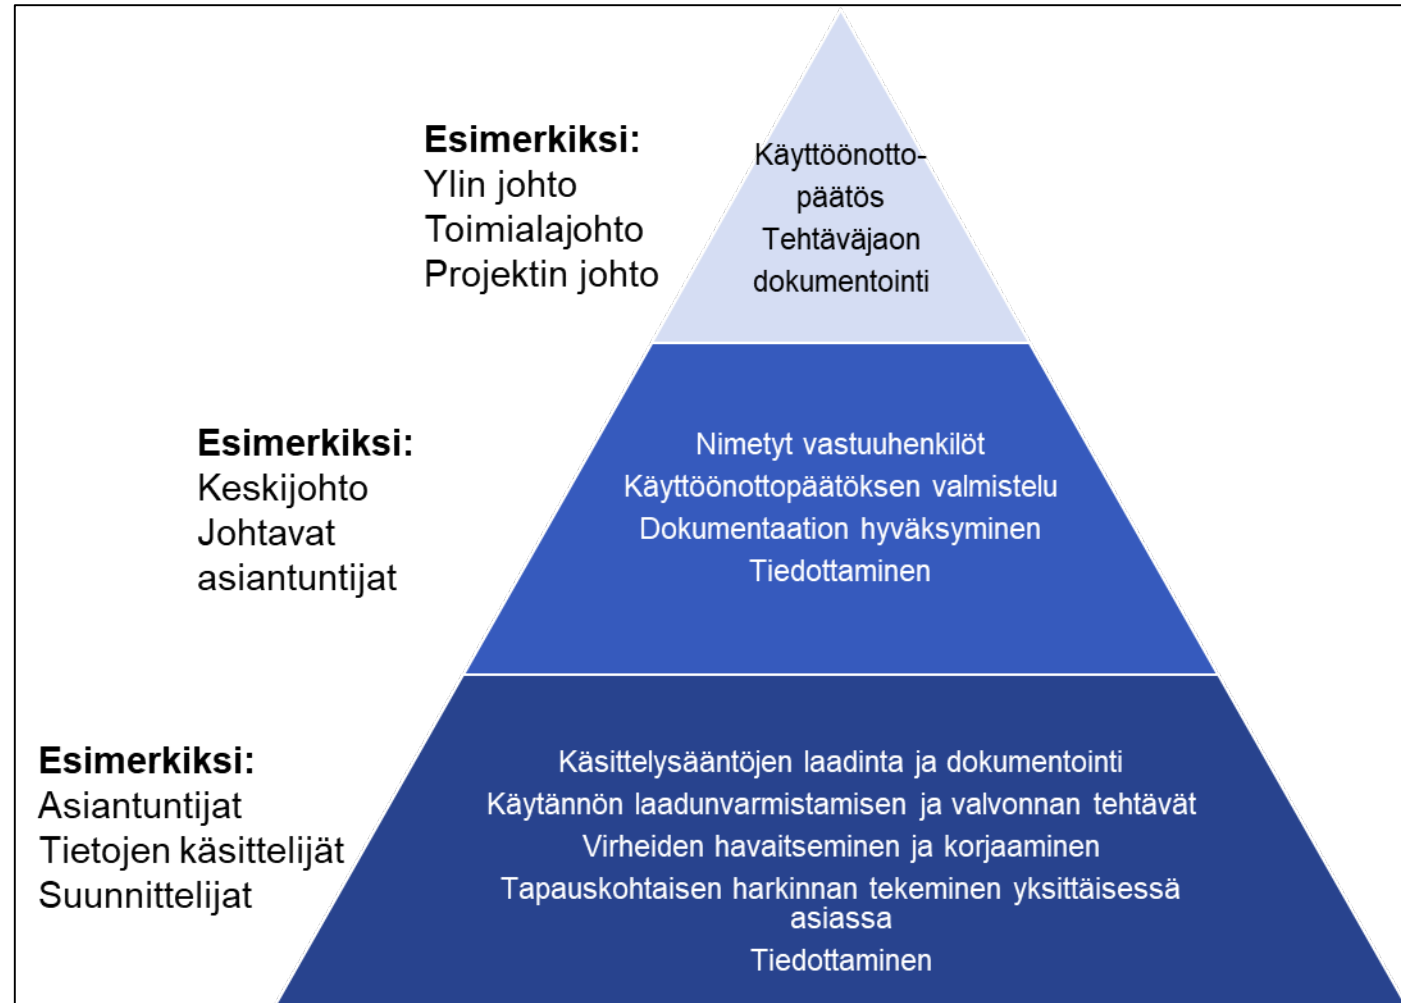 Esimerkiksi:
Ylin johto
Toimialajohto
Projektin johto
Käyttöönotto-
päätös
Tehtäväjaon
dokumentointi
Esimerkiksi:
Keskijohto
Johtavat
asiantuntijat
Nimetyt vastuuhenkilöt
Käyttöönottopäätöksen valmistelu
Dokumentaation hyväksyminen
Tiedottaminen
Esimerkiksi:
Asiantuntijat
Tietojen käsittelijät
Suunnittelijat
Käsittelysääntöjen laadinta ja dokumentointi
Käytännön laadunvarmistamisen ja valvonnan tehtävät
Virheiden havaitseminen ja korjaaminen
Tapauskohtaisen harkinnan tekeminen yksittäisessä
asiassa
Tiedottaminen